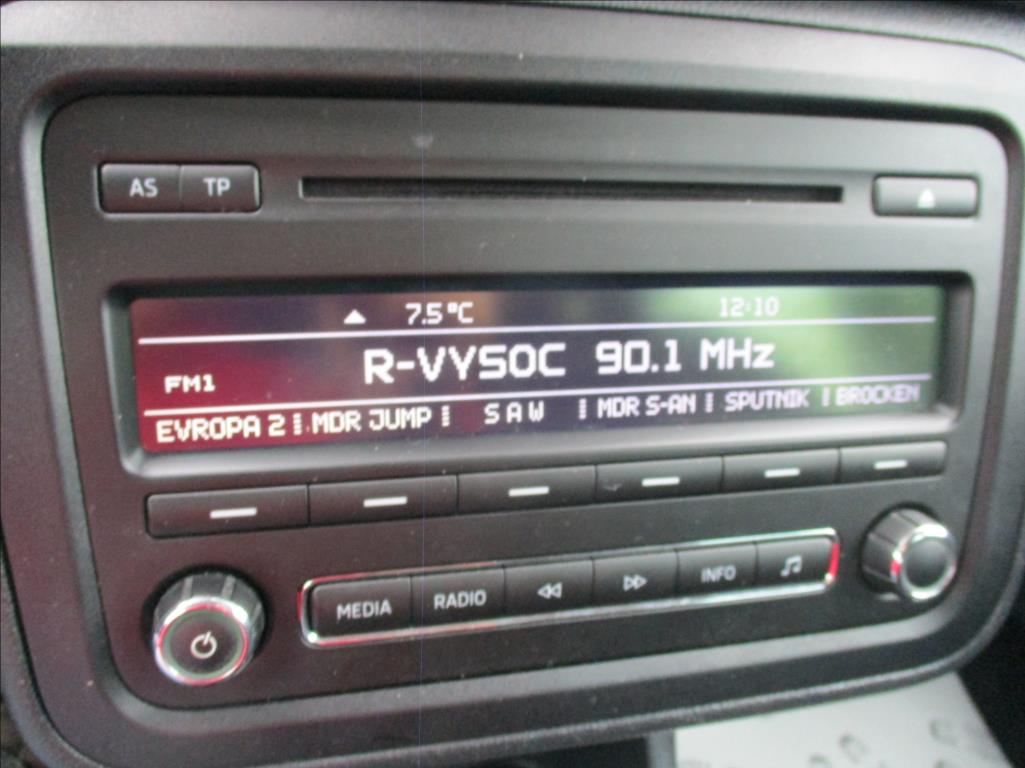 AS TP
7.5°C 12:10
R-VYSOC 90.1 MHz
FM1
EVROPA 2 MDR JUMP SAW MDR S-AN SPUTNIK BROCKEN
MEDIA RADIO INFO